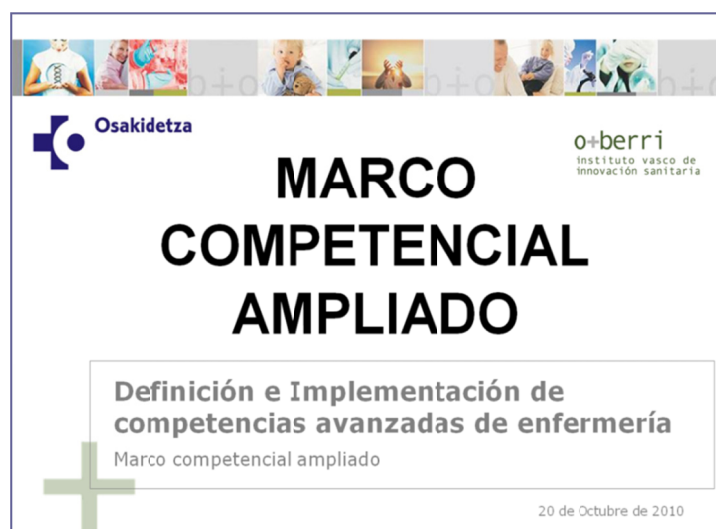 Osakidetza
o+berri
instituto vasco de
innovación sanitaria
MARCO
COMPETENCIAL
AMPLIADO
Definición e Implementación de
competencias avanzadas de enfermería
Marco competencial ampliado
20 de Octubre de 2010